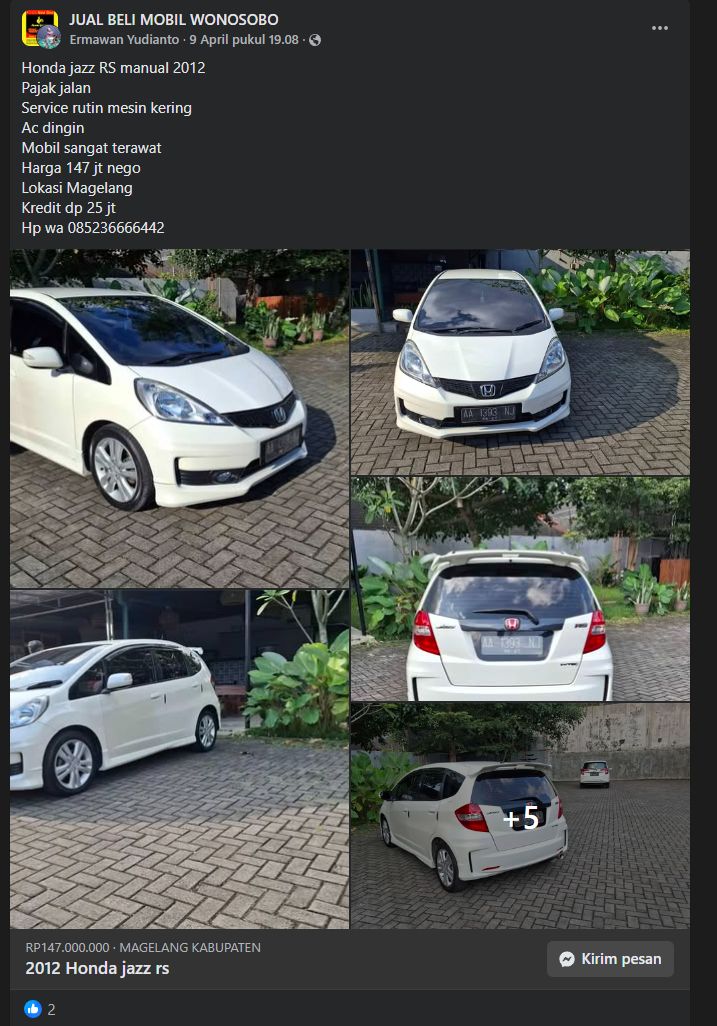 JUAL BELI MOBIL WONOSOBO
Ermawan Yudianto · 9 April pukul 19.08 ·
Honda jazz RS manual 2012
Pajak jalan
Service rutin mesin kering
Ac dingin
Mobil sangat terawat
Harga 147 jt nego
Lokasi Magelang
Kredit dp 25 jt
Hp wa 085236666442
AA 1393 NJ
RS
AA 1393 NJ
+5
RP147.000.000 · MAGELANG KABUPATEN
2012 Honda jazz rs
Kirim pesan
2